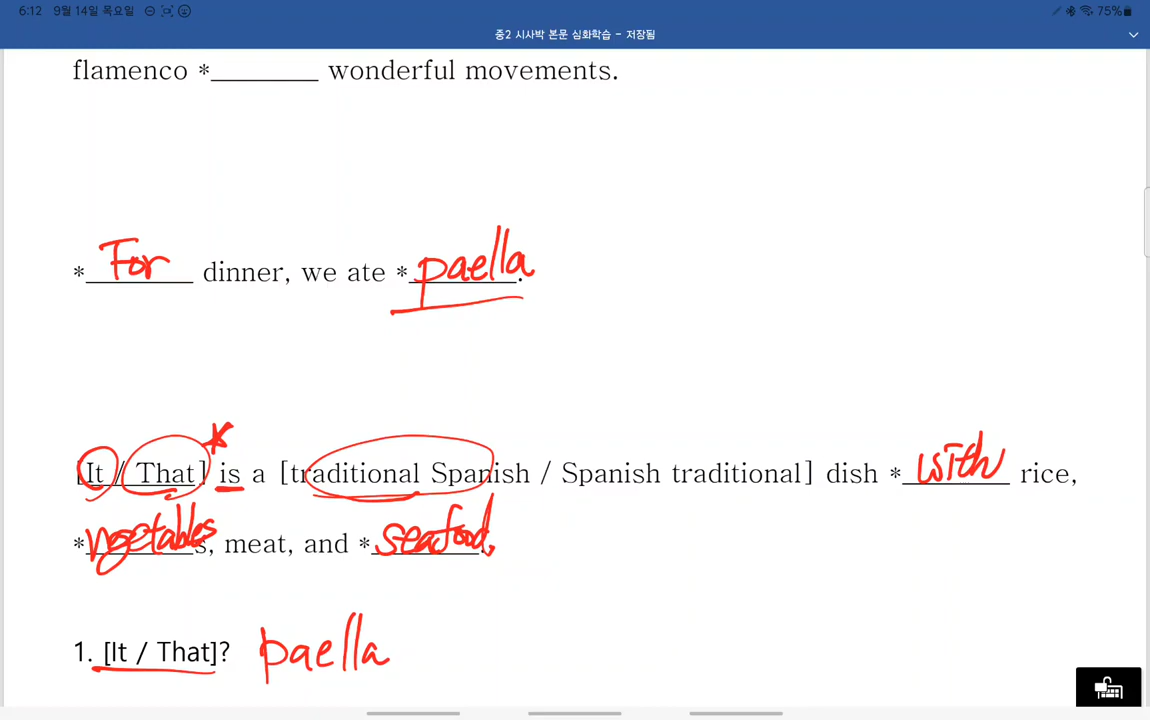 6:12 9월 14일 목요일 75%
중2 시사박 본문 심화학습 - 저장됨
flamenco *________ wonderful movements.
*For dinner, we ate *paella.
[It / That]* is a [traditional Spanish / Spanish traditional] dish *with rice,
*vegetables s, meat, and *seafood.
1. [It / That]? paella